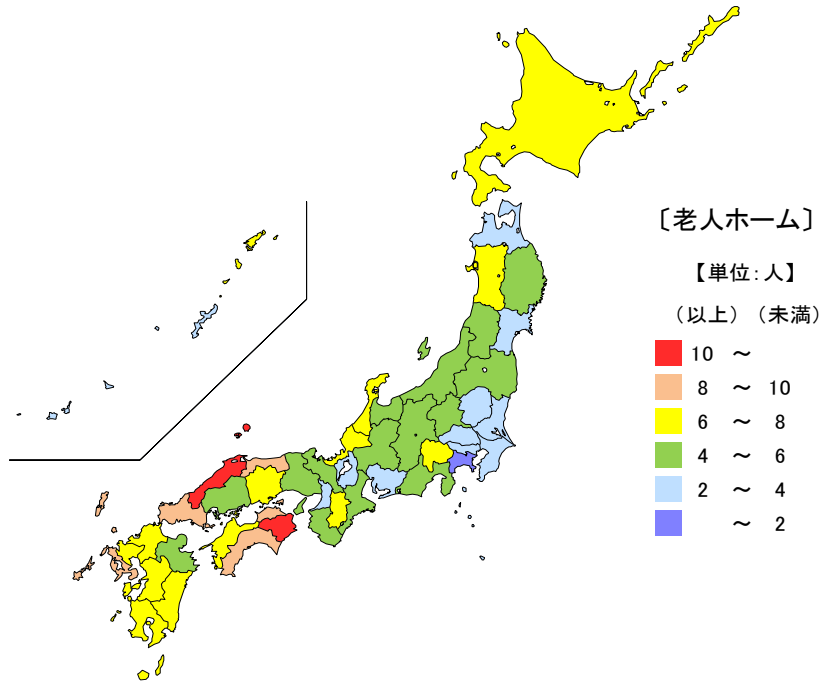 〔老人ホーム〕
【単位：人】
（以上）（未満）
10 ～
8 ～ 10
6 ～ 8
4 ～ 6
2 ～ 4
～ 2